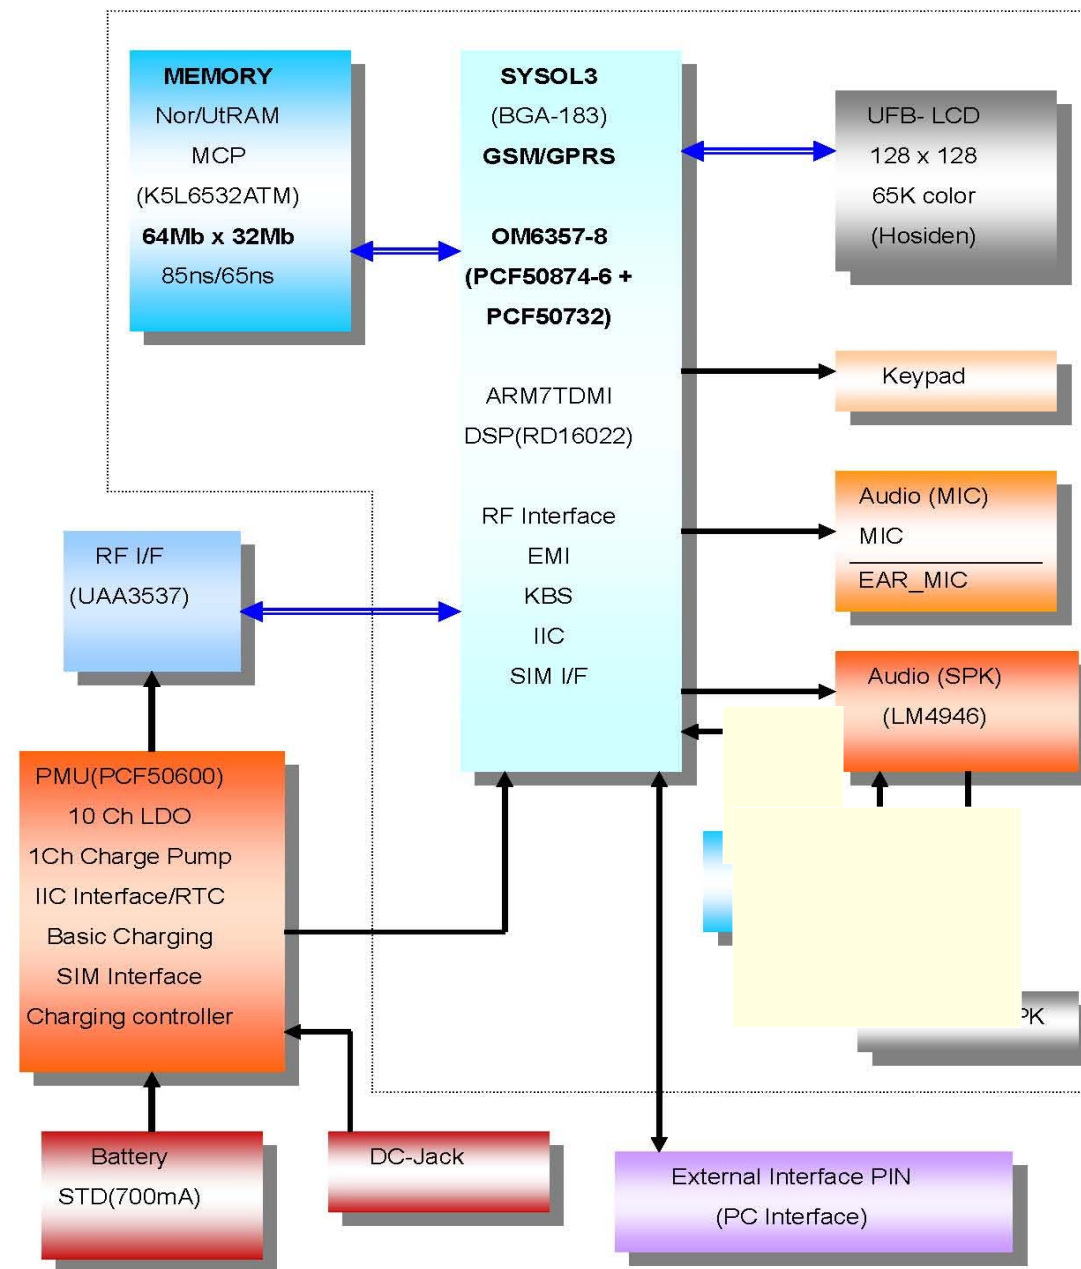 MEMORY
Nor/UtRAM
MCP
(K5L6532ATM)
64Mb x 32Mb
85ns/65ns
SYSOL3
(BGA-183)
GSM/GPRS
OM6357-8
(PCF50874-6 +
PCF50732)
ARM7TDMI
DSP(RD16022)
RF Interface
EMI
KBS
IIC
SIM I/F
UFB- LCD
128 x 128
65K color
(Hosiden)
Keypad
Audio (MIC)
MIC
EAR_MIC
Audio (SPK)
(LM4946)
RF I/F
(UAA3537)
PMU(PCF50600)
10 Ch LDO
1Ch Charge Pump
IIC Interface/RTC
Basic Charging
SIM Interface
Charging controller
PK
Battery
STD(700mA)
DC-Jack
External Interface PIN
(PC Interface)